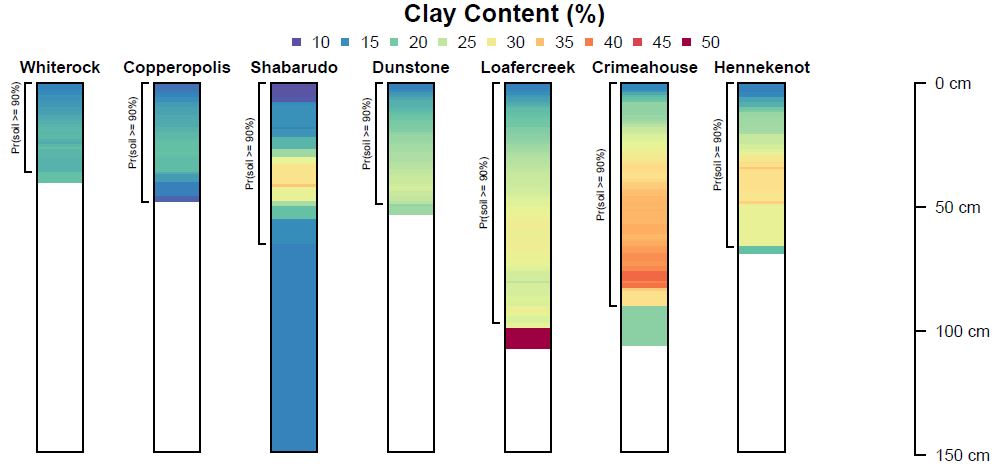 Clay Content (%)
10 15 20 25 30 35 40 45 50
Whiterock Copperopolis Shabarudo Dunstone Loafercreek Crimeahouse Hennekenot
Pr(soil >= 90%)
Pr(soil >= 90%)
Pr(soil >= 90%)
Pr(soil >= 90%)
Pr(soil >= 90%)
Pr(soil >= 90%)
Pr(soil >= 90%)
0 cm
50 cm
100 cm
150 cm